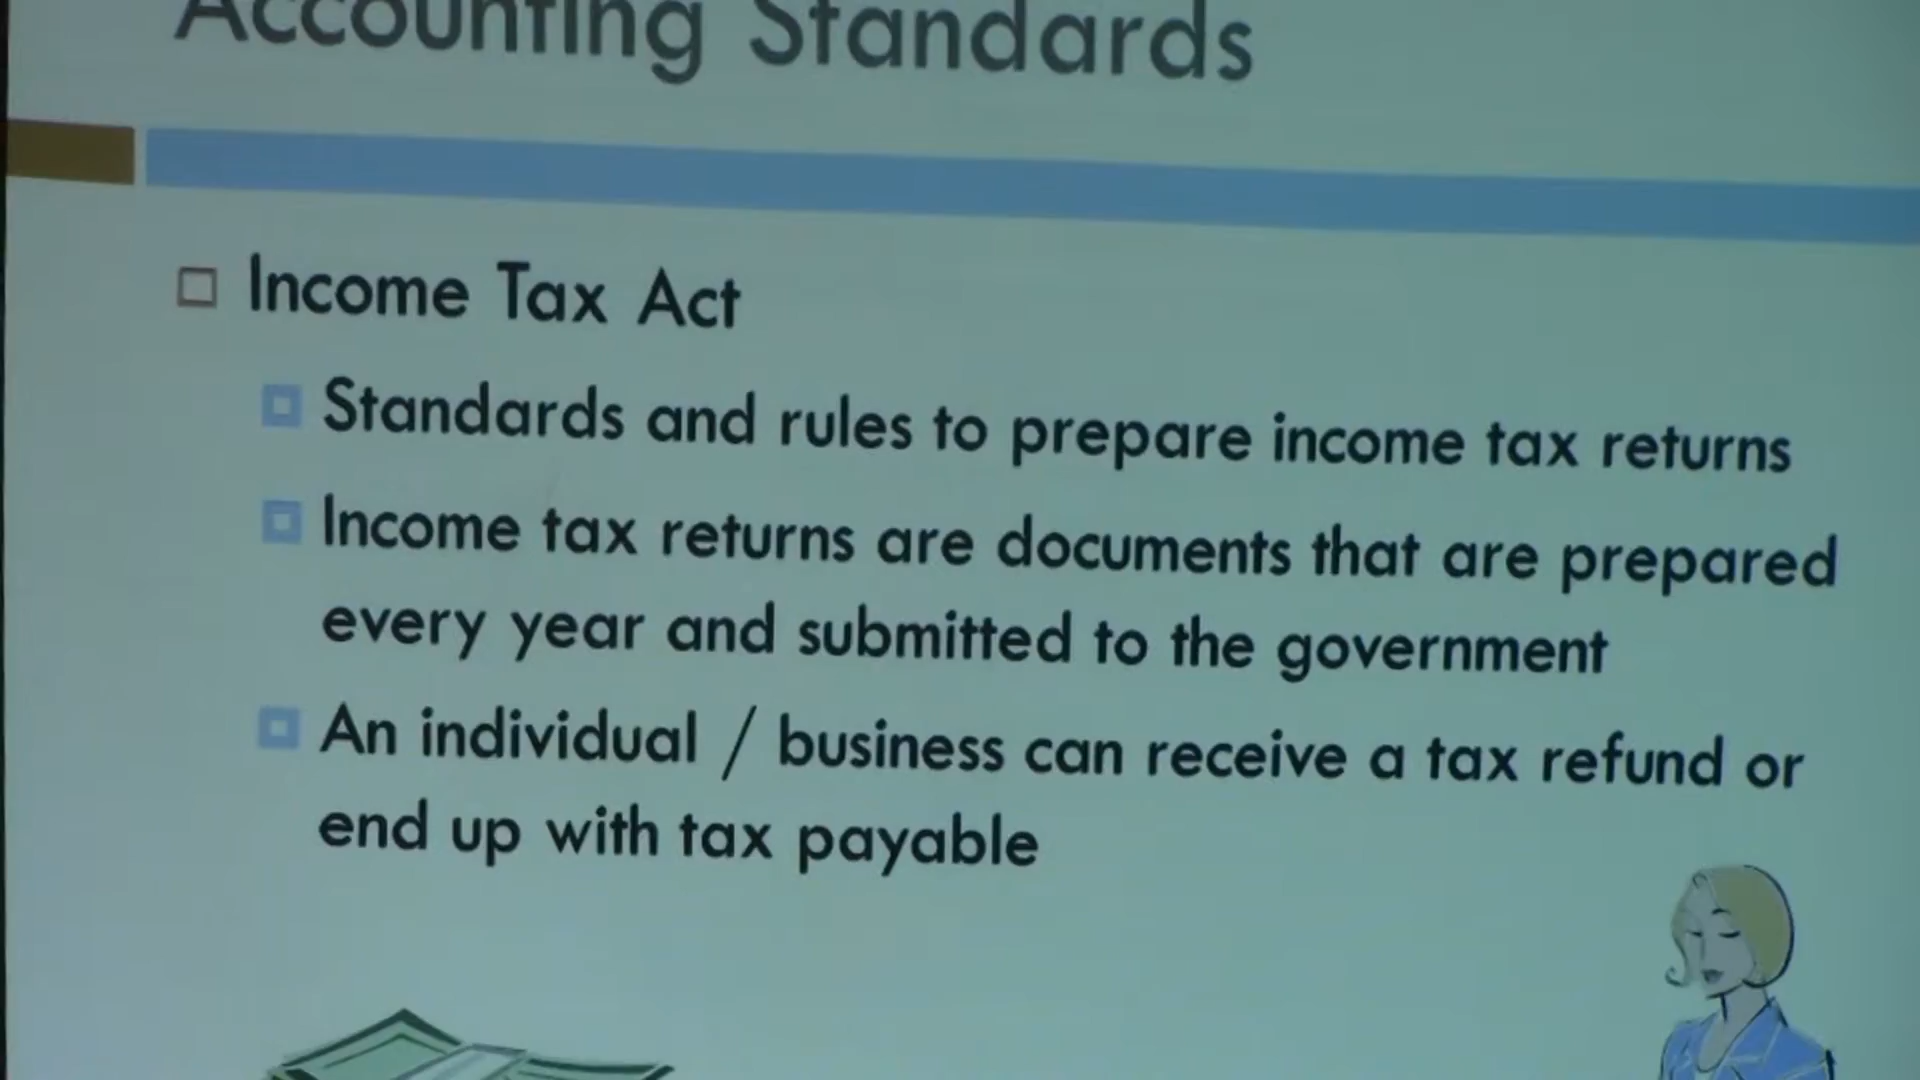 Accounting Standards
Income Tax Act
Standards and rules to prepare income tax returns
Income tax returns are documents that are prepared
every year and submitted to the government
An individual / business can receive a tax refund or
end up with tax payable